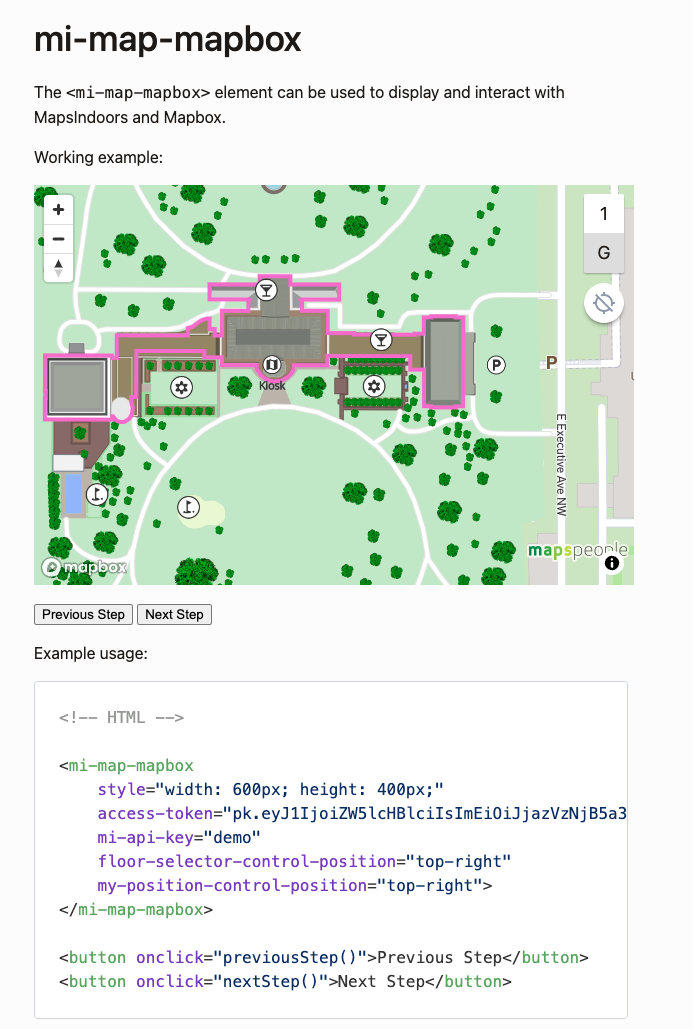 mi-map-mapbox
The <mi-map-mapbox> element can be used to display and interact with
MapsIndoors and Mapbox.
Working example:
1
G
P
P
Kiosk
E Executive Ave NW
mapspeople
mapbox
Previous Step Next Step
Example usage:
<!-- HTML -->
<mi-map-mapbox
style="width: 600px; height: 400px;"
access-token="pk.eyJ1IjoiZW5lcHBlciIsImEiOiJjazVzNjB5a3
mi-api-key="demo"
floor-selector-control-position="top-right"
my-position-control-position="top-right">
</mi-map-mapbox>
<button onclick="previousStep()">Previous Step</button>
<button onclick="nextStep()">Next Step</button>